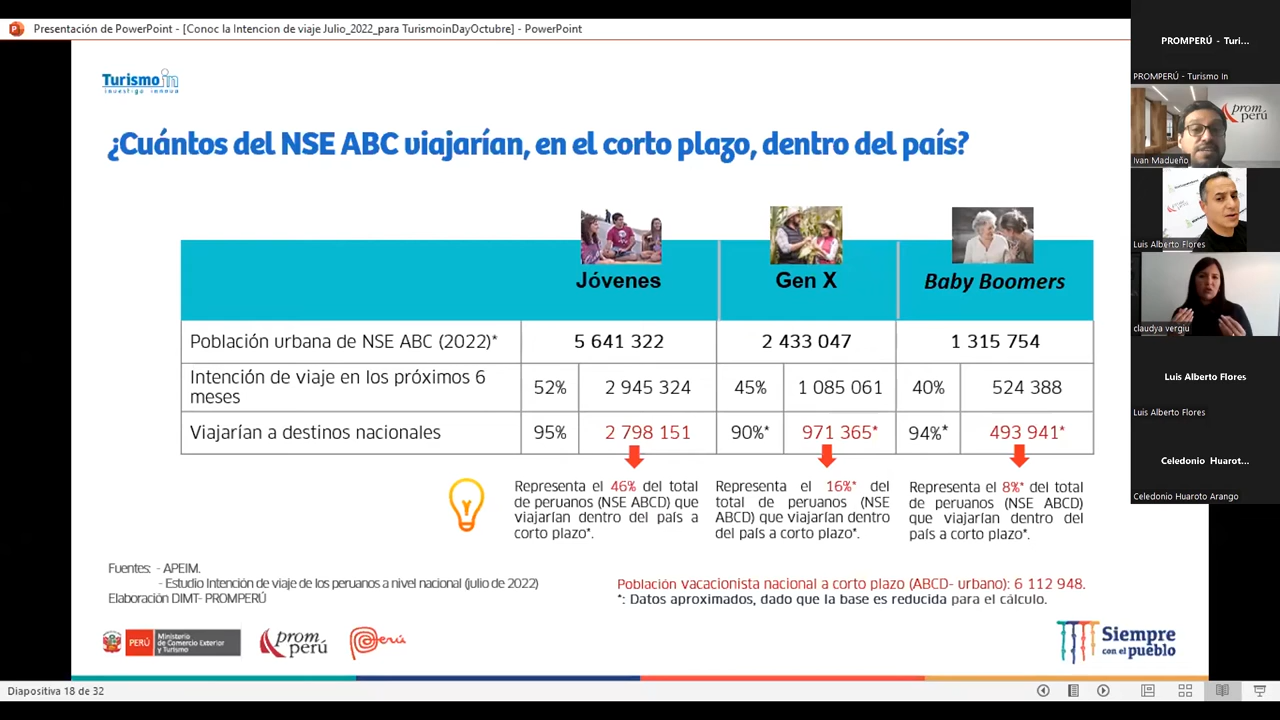 Presentación de PowerPoint - [Conoc la Intencion de viaje Julio_2022_para TurismoinDayOctubre] - PowerPoint
Turismo in
investiga innova
¿Cuántos del NSE ABC viajarían, en el corto plazo, dentro del país?
Jóvenes Gen X Baby Boomers
Población urbana de NSE ABC (2022)* 5 641 322 2 433 047 1 315 754
Intención de viaje en los próximos 6
meses 52% 2 945 324 45% 1 085 061 40% 524 388
Viajarían a destinos nacionales 95% 2 798 151 90%* 971 365* 94%* 493 941*
Representa el 46% del total
de peruanos (NSE ABCD) que
viajarían dentro del país a
corto plazo*.
Representa el 16%* del
total de peruanos (NSE
ABCD) que viajarían dentro
del país a corto plazo*.
Representa el 8%* del total
de peruanos (NSE ABCD)
que viajarían dentro del
país a corto plazo*.
Fuentes: - APEIM.
- Estudio Intención de viaje de los peruanos a nivel nacional (julio de 2022)
Elaboración DIMT- PROMPERÚ
Población vacacionista nacional a corto plazo (ABCD- urbano): 6 112 948.
*: Datos aproximados, dado que la base es reducida para el cálculo.
PERÚ
Ministerio
de Comercio Exterior
y Turismo
prom
perú
Perú
Siempre
con el pueblo
Diapositiva 18 de 32
PROMPERÚ - Turi...
PROMPERÚ - Turismo In
prom
perú
Ivan Madueño
Luis Alberto Flores
claudya vergiu
Luis Alberto Flores
Luis Alberto Flores
Celedonio Huarot...
Celedonio Huaroto Arango